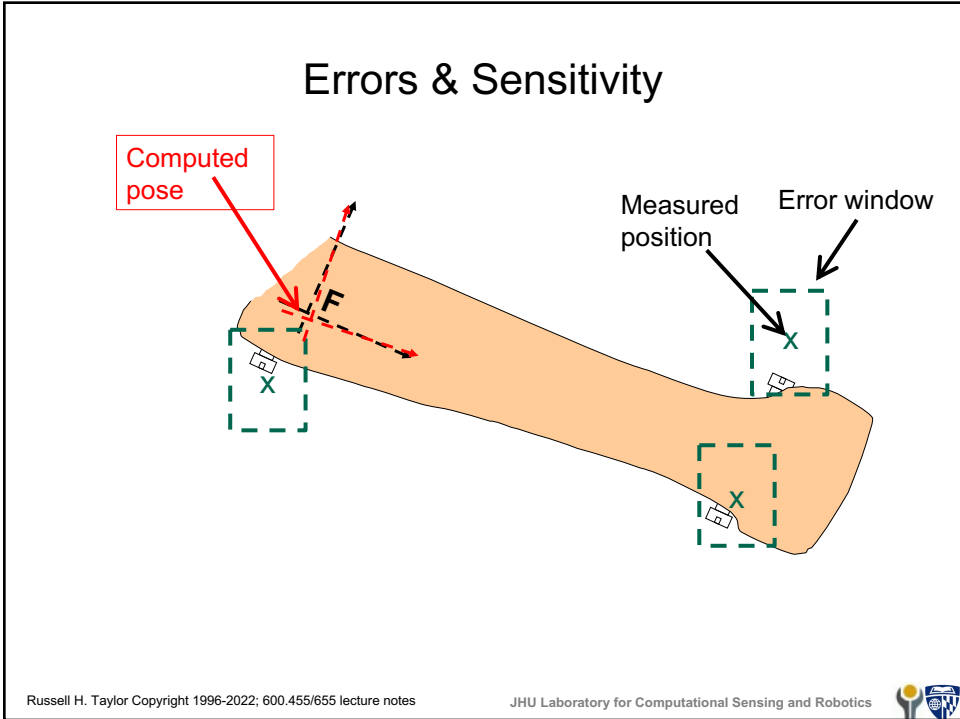 Errors & Sensitivity
Computed
pose
Measured
position
Error window
F
x
x
x
Russell H. Taylor Copyright 1996-2022; 600.455/655 lecture notes
JHU Laboratory for Computational Sensing and Robotics